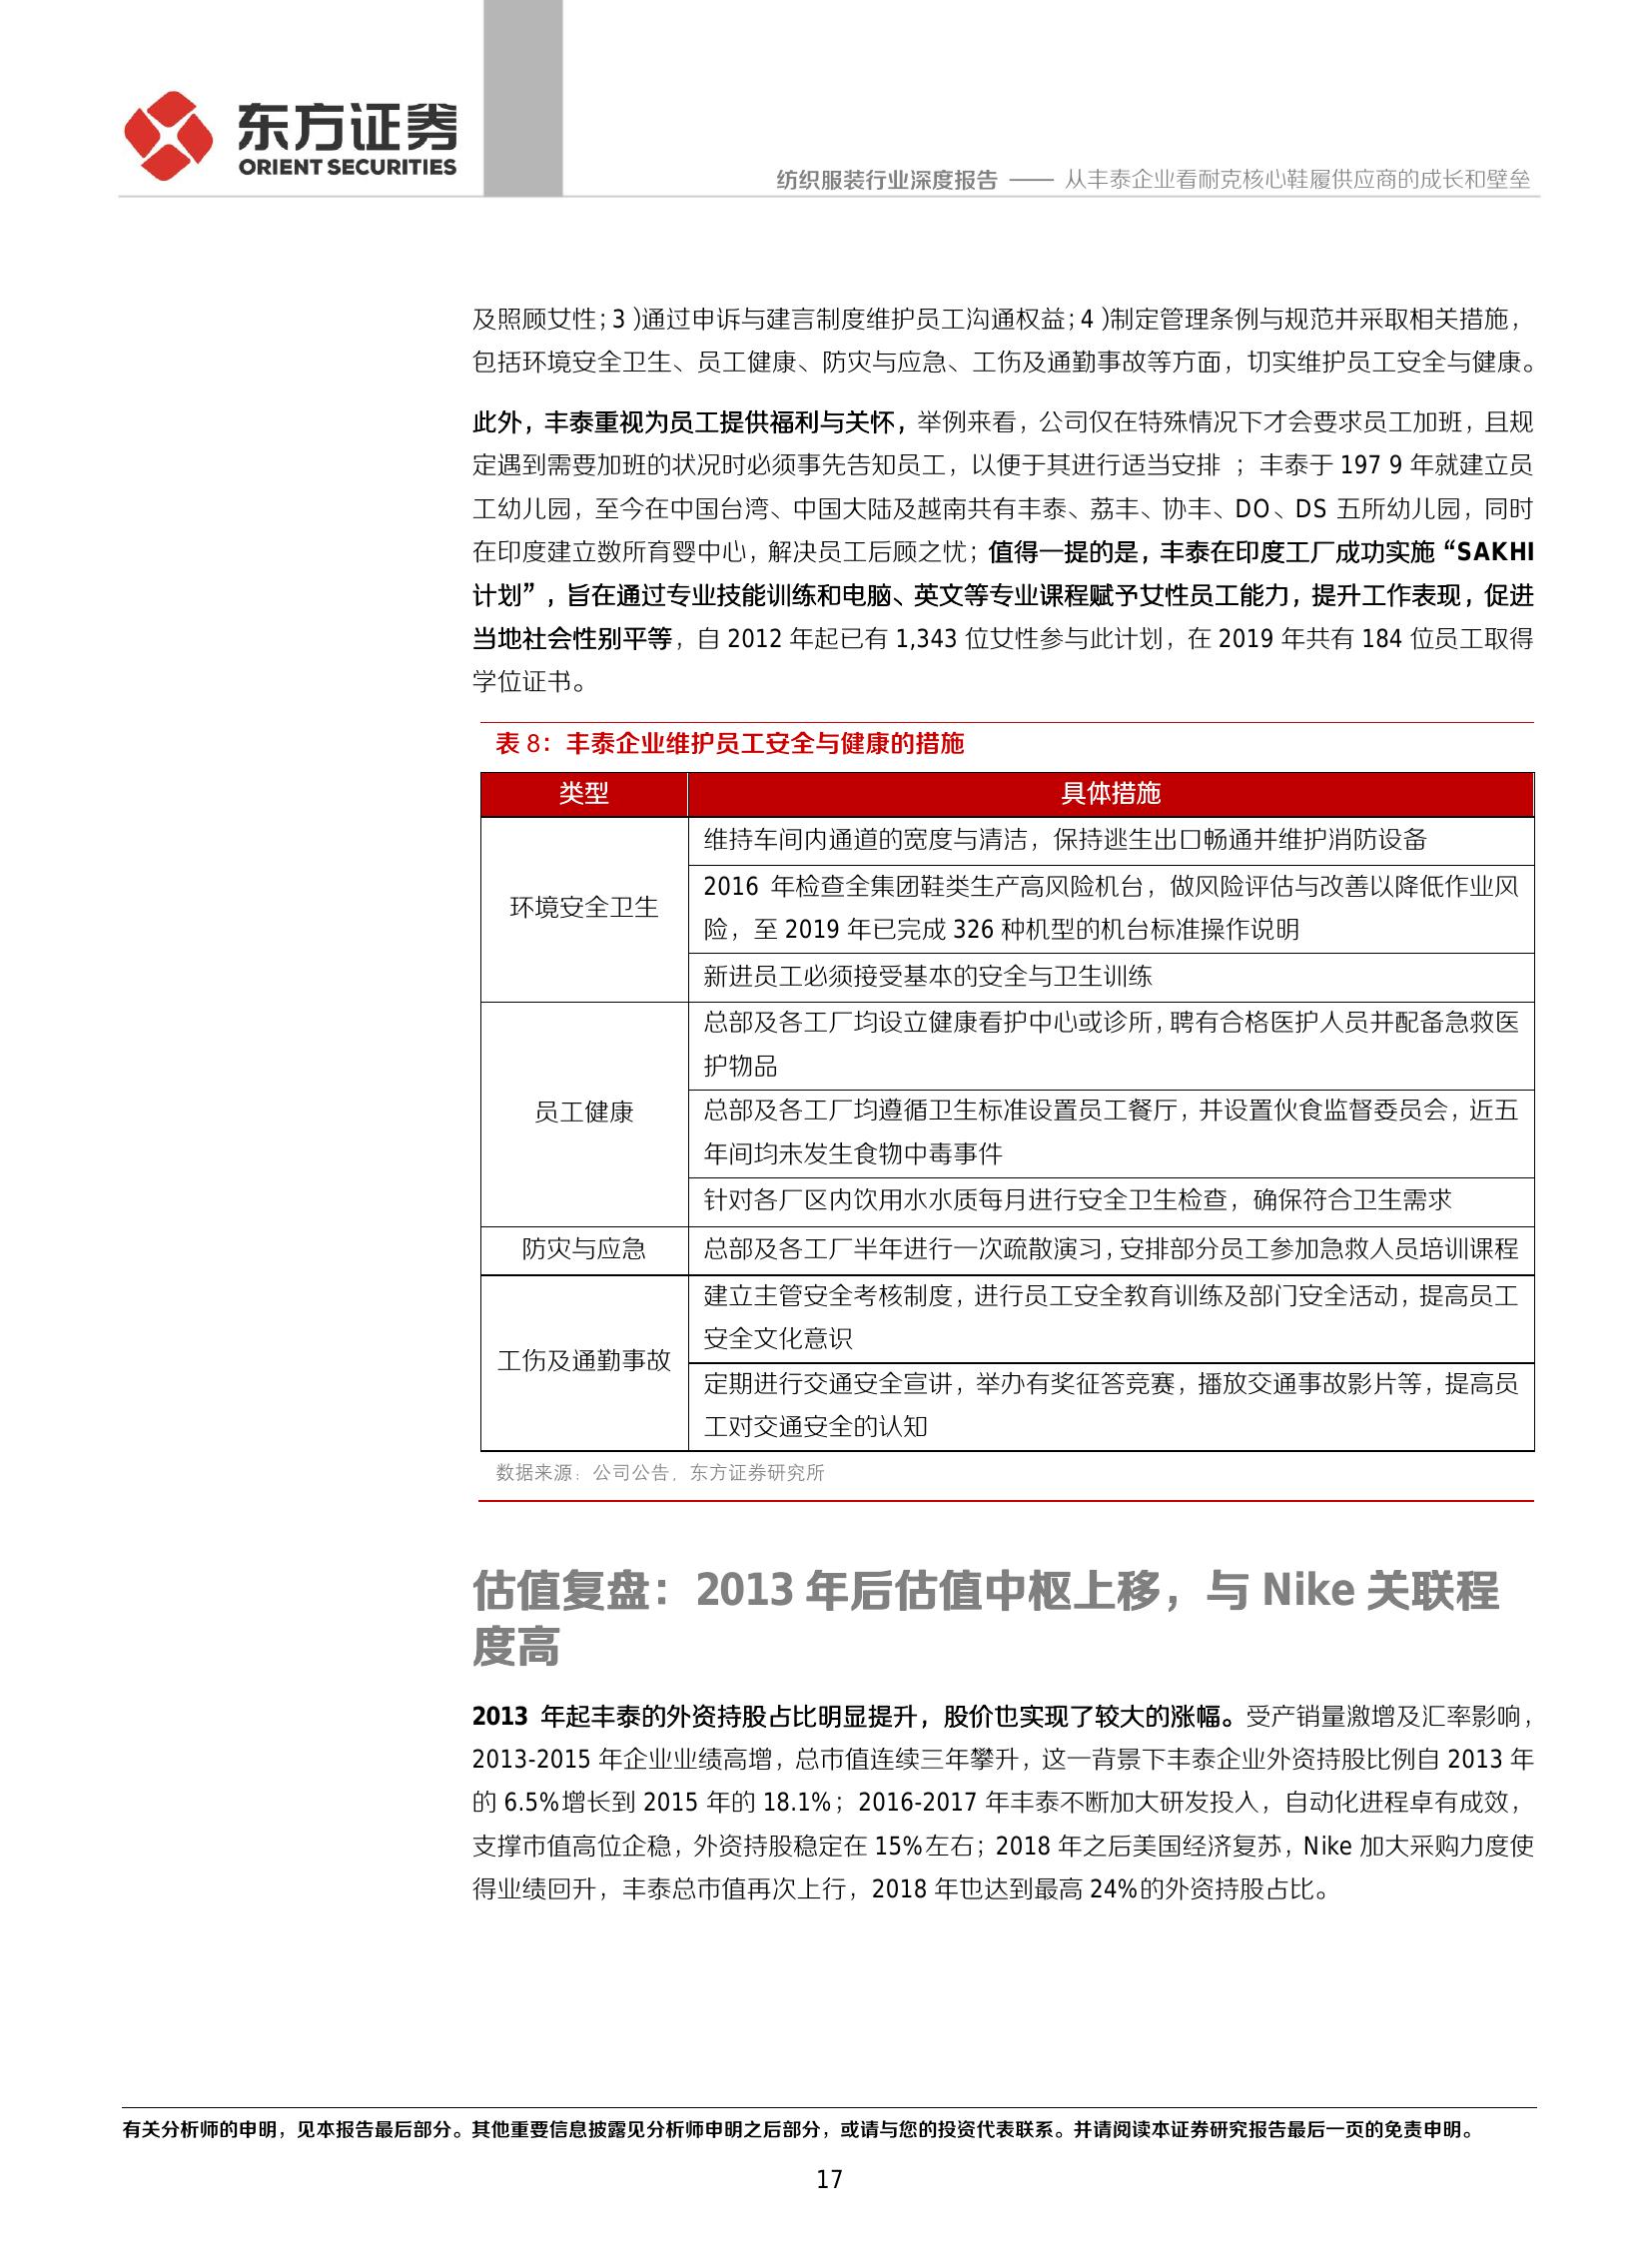 东方证券
ORIENT SECURITIES
纺织服装行业深度报告 —— 从丰泰企业看耐克核心鞋履供应商的成长和壁垒
及照顾女性；3）通过申诉与建言制度维护员工沟通权益；4）制定管理条例与规范并采取相关措施，
包括环境安全卫生、员工健康、防灾与应急、工伤及通勤事故等方面，切实维护员工安全与健康。
此外，丰泰重视为员工提供福利与关怀，举例来看，公司仅在特殊情况下才会要求员工加班，且规
定遇到需要加班的状况时必须事先告知员工，以便于其进行适当安排 ；丰泰于 197 9 年就建立员
工幼儿园，至今在中国台湾、中国大陆及越南共有丰泰、荔丰、协丰、DO、DS 五所幼儿园，同时
在印度建立数所育婴中心，解决员工后顾之忧；值得一提的是，丰泰在印度工厂成功实施“SAKHI
计划”，旨在通过专业技能训练和电脑、英文等专业课程赋予女性员工能力，提升工作表现，促进
当地社会性别平等，自 2012 年起已有 1,343 位女性参与此计划，在 2019 年共有 184 位员工取得
学位证书。
表 8：丰泰企业维护员工安全与健康的措施
类型 具体措施
环境安全卫生
维持车间内通道的宽度与清洁，保持逃生出口畅通并维护消防设备
2016 年检查全集团鞋类生产高风险机台，做风险评估与改善以降低作业风
险，至 2019 年已完成 326 种机型的机台标准操作说明
新进员工必须接受基本的安全与卫生训练
员工健康
总部及各工厂均设立健康看护中心或诊所，聘有合格医护人员并配备急救医
护物品
总部及各工厂均遵循卫生标准设置员工餐厅，并设置伙食监督委员会，近五
年间均未发生食物中毒事件
针对各厂区内饮用水水质每月进行安全卫生检查，确保符合卫生需求
防灾与应急 总部及各工厂半年进行一次疏散演习，安排部分员工参加急救人员培训课程
工伤及通勤事故
建立主管安全考核制度，进行员工安全教育训练及部门安全活动，提高员工
安全文化意识
定期进行交通安全宣讲，举办有奖征答竞赛，播放交通事故影片等，提高员
工对交通安全的认知
数据来源：公司公告，东方证券研究所
估值复盘：2013 年后估值中枢上移，与 Nike 关联程
度高
2013 年起丰泰的外资持股占比明显提升，股价也实现了较大的涨幅。受产销量激增及汇率影响，
2013-2015 年企业业绩高增，总市值连续三年攀升，这一背景下丰泰企业外资持股比例自 2013 年
的 6.5%增长到 2015 年的 18.1%；2016-2017 年丰泰不断加大研发投入，自动化进程卓有成效，
支撑市值高位企稳，外资持股稳定在 15%左右；2018 年之后美国经济复苏，Nike 加大采购力度使
得业绩回升，丰泰总市值再次上行，2018 年也达到最高 24%的外资持股占比。
有关分析师的申明，见本报告最后部分。其他重要信息披露见分析师申明之后部分，或请与您的投资代表联系。并请阅读本证券研究报告最后一页的免责申明。
17